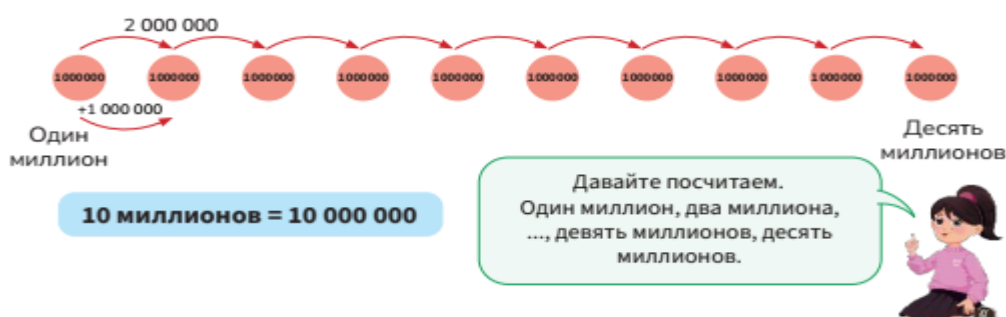 2 000 000
1000000 1000000 1000000 1000000 1000000 1000000 1000000 1000000 1000000 1000000
+1 000 000
Один
миллион
Десять
миллионов
10 миллионов = 10 000 000
Давайте посчитаем.
Один миллион, два миллиона,
..., девять миллионов, десять
миллионов.